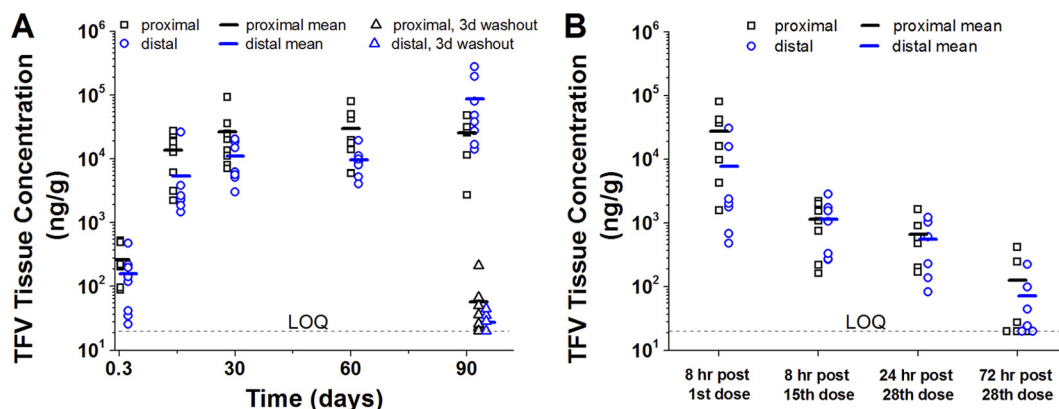 A
proximal
proximal mean
proximal, 3d washout
distal
distal mean
distal, 3d washout
TFV Tissue Concentration
(ng/g)
10⁶
10⁵
10⁴
10³
10²
10¹
LOQ
0.3
30
60
90
Time (days)
B
proximal
proximal mean
distal
distal mean
TFV Tissue Concentration
(ng/g)
10⁶
10⁵
10⁴
10³
10²
10¹
LOQ
8 hr post
1st dose
8 hr post
15th dose
24 hr post
28th dose
72 hr post
28th dose